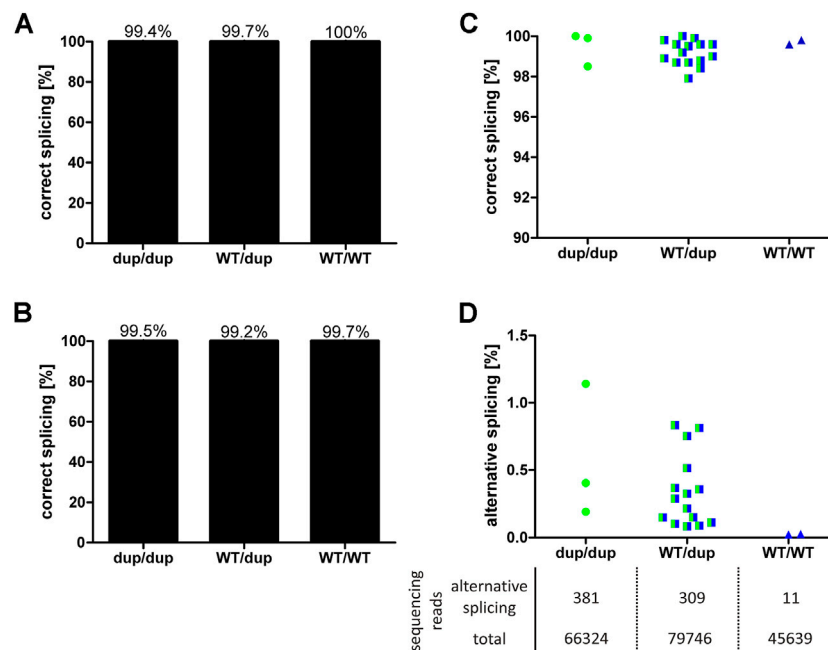 A
99.4% 99.7% 100%
correct splicing [%]
100
80
60
40
20
0
dup/dup WT/dup WT/WT
B
99.5% 99.2% 99.7%
correct splicing [%]
100
80
60
40
20
0
dup/dup WT/dup WT/WT
C
correct splicing [%]
100
98
96
94
92
90
dup/dup WT/dup WT/WT
D
alternative splicing [%]
1.5
1.0
0.5
0.0
dup/dup WT/dup WT/WT
sequencing
reads
alternative
splicing
381 309 11
total 66324 79746 45639